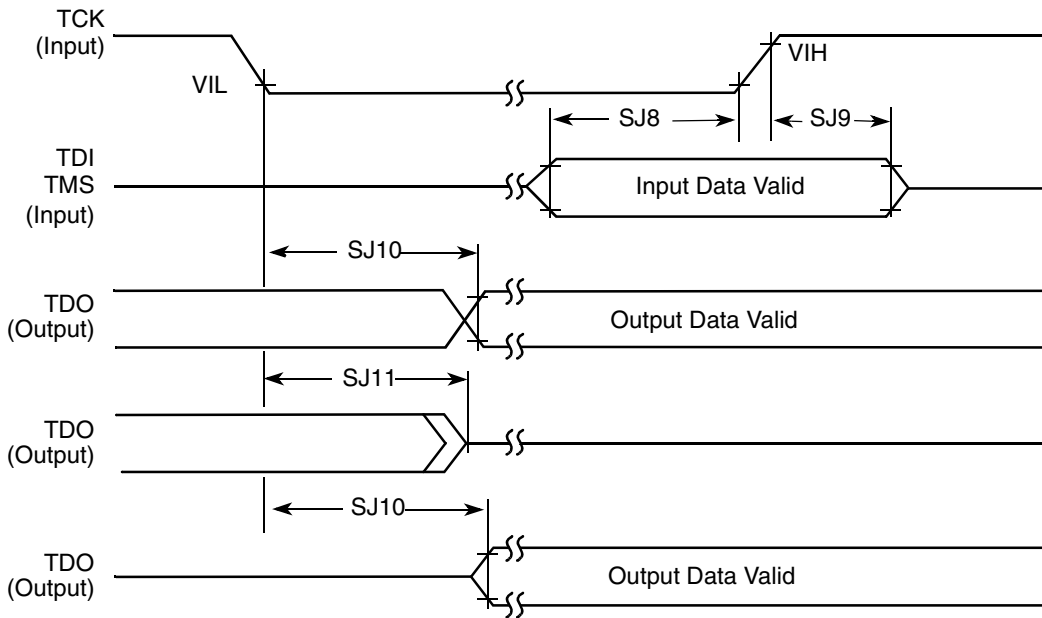 TCK
(Input)
VIL
VIH
SJ8
SJ9
TDI
TMS
(Input)
Input Data Valid
SJ10
TDO
(Output)
Output Data Valid
SJ11
TDO
(Output)
SJ10
TDO
(Output)
Output Data Valid